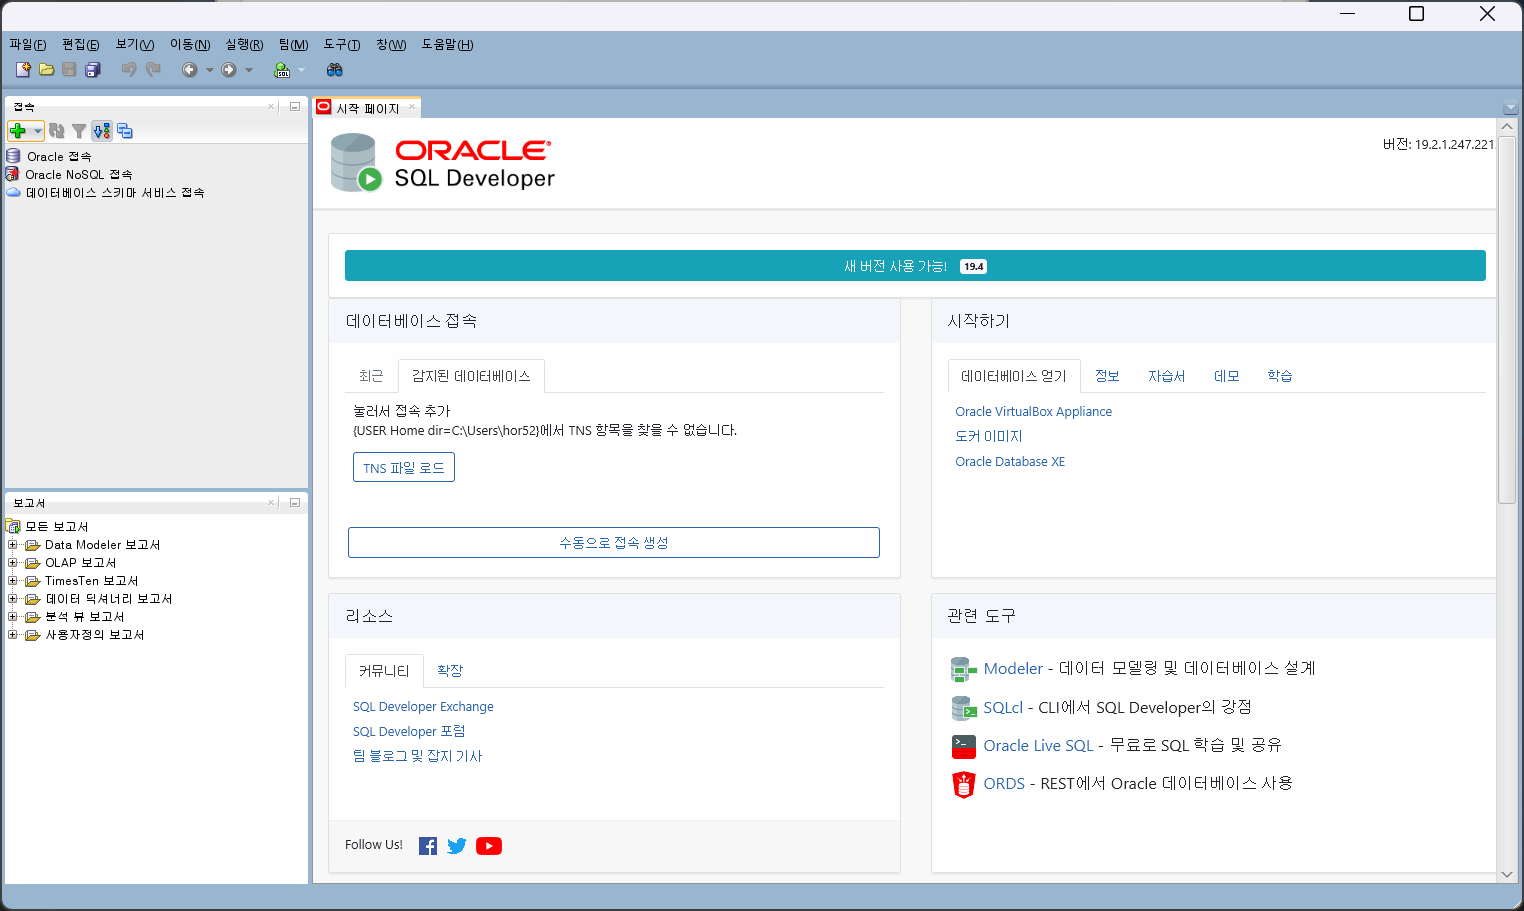 파일(F) 편집(E) 보기(V) 이동(N) 실행(R) 팀(M) 도구(T) 창(W) 도움말(H)
SQL
접속
Oracle 접속
Oracle NoSQL 접속
데이터베이스 스키마 서비스 접속
보고서
모든 보고서
Data Modeler 보고서
OLAP 보고서
TimesTen 보고서
데이터 딕셔너리 보고서
분석 뷰 보고서
사용자정의 보고서
시작 페이지
ORACLE
SQL Developer
버전: 19.2.1.247.221
새 버전 사용 가능! 19.4
데이터베이스 접속
최근 감지된 데이터베이스
눌러서 접속 추가
{USER Home dir=C:\Users\hor52}에서 TNS 항목을 찾을 수 없습니다.
TNS 파일 로드
수동으로 접속 생성
시작하기
데이터베이스 얻기 정보 자습서 데모 학습
Oracle VirtualBox Appliance
도커 이미지
Oracle Database XE
리소스
커뮤니티 확장
SQL Developer Exchange
SQL Developer 포럼
팀 블로그 및 잡지 기사
Follow Us!
관련 도구
Modeler - 데이터 모델링 및 데이터베이스 설계
SQLcl - CLI에서 SQL Developer의 강점
Oracle Live SQL - 무료로 SQL 학습 및 공유
ORDS - REST에서 Oracle 데이터베이스 사용